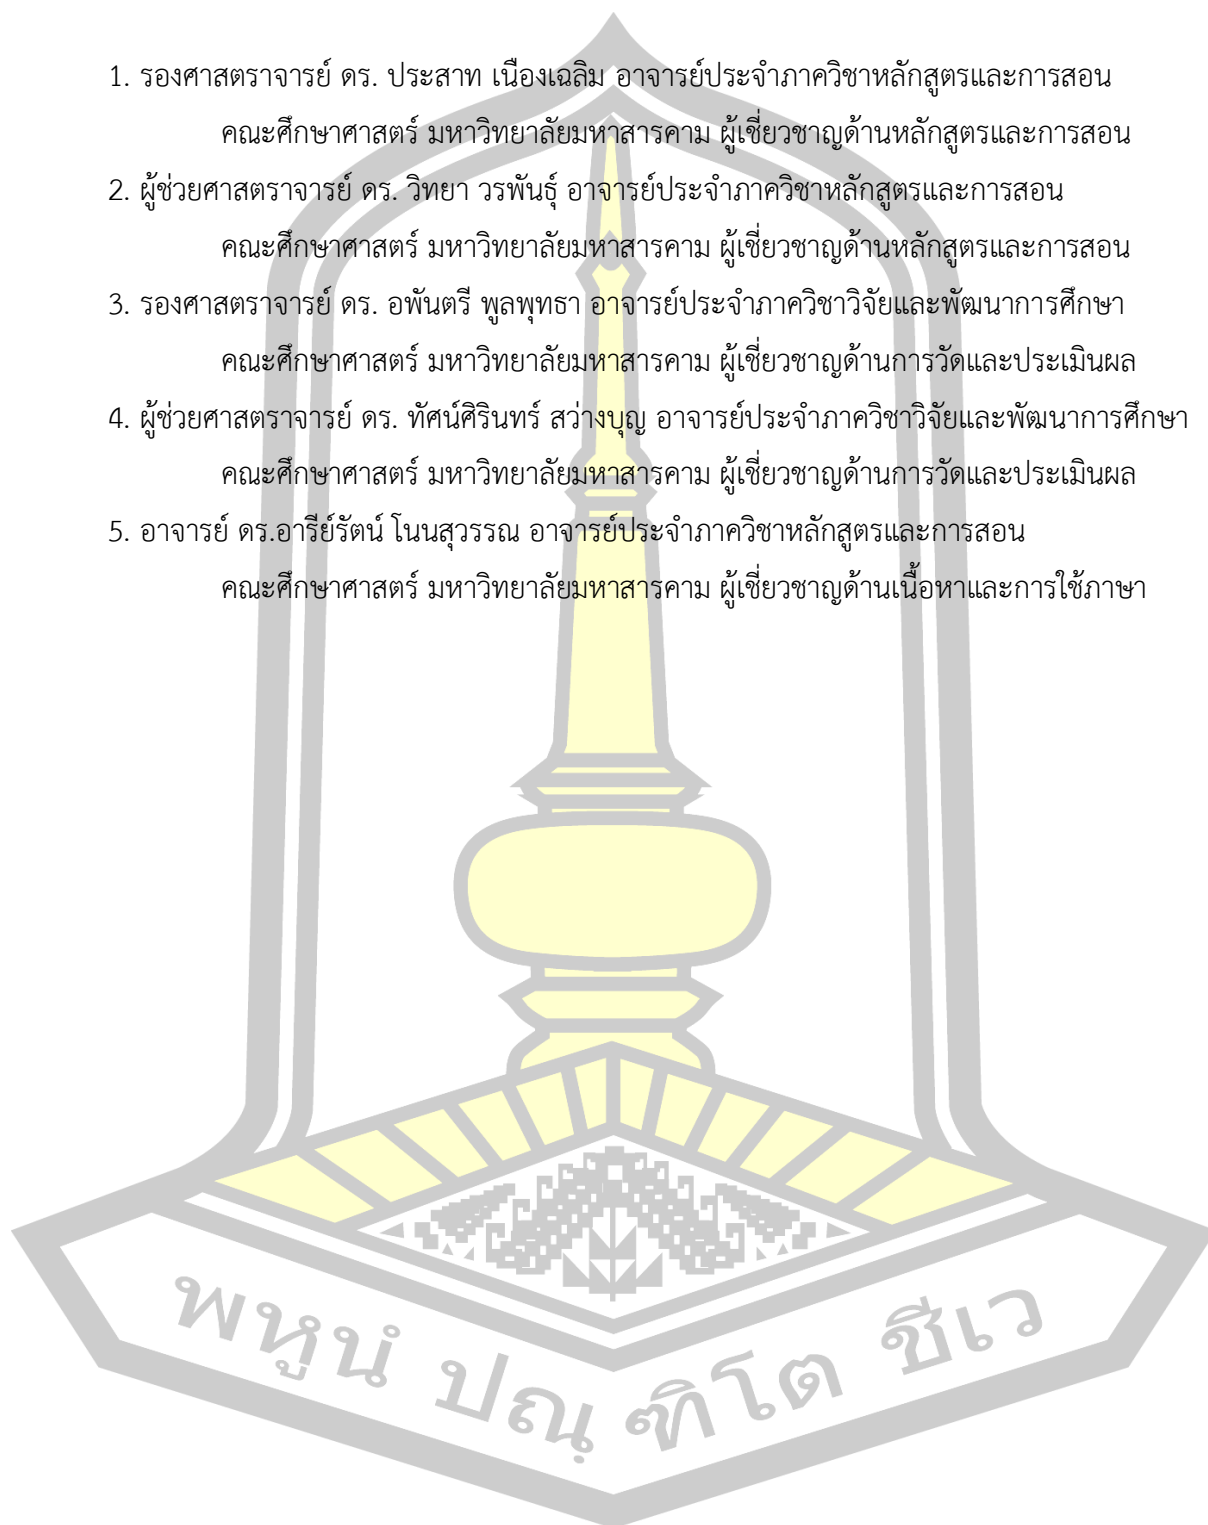 1. รองศาสตราจารย์ ดร. ประสาท เนืองเฉลิม อาจารย์ประจำภาควิชาหลักสูตรและการสอน
คณะศึกษาศาสตร์ มหาวิทยาลัยมหาสารคาม ผู้เชี่ยวชาญด้านหลักสูตรและการสอน
2. ผู้ช่วยศาสตราจารย์ ดร. วิทยา วรพันธุ์ อาจารย์ประจำภาควิชาหลักสูตรและการสอน
คณะศึกษาศาสตร์ มหาวิทยาลัยมหาสารคาม ผู้เชี่ยวชาญด้านหลักสูตรและการสอน
3. รองศาสตราจารย์ ดร. อพันตรี พูลพุทธา อาจารย์ประจำภาควิชาวิจัยและพัฒนาการศึกษา
คณะศึกษาศาสตร์ มหาวิทยาลัยมหาสารคาม ผู้เชี่ยวชาญด้านการวัดและประเมินผล
4. ผู้ช่วยศาสตราจารย์ ดร. ทัศน์ศิรินทร์ สว่างบุญ อาจารย์ประจำภาควิชาวิจัยและพัฒนาการศึกษา
คณะศึกษาศาสตร์ มหาวิทยาลัยมหาสารคาม ผู้เชี่ยวชาญด้านการวัดและประเมินผล
5. อาจารย์ ดร.อารีย์รัตน์ โนนสุวรรณ อาจารย์ประจำภาควิชาหลักสูตรและการสอน
คณะศึกษาศาสตร์ มหาวิทยาลัยมหาสารคาม ผู้เชี่ยวชาญด้านเนื้อหาและการใช้ภาษา
พหูนํ ปณฺฑิโต ชีเว